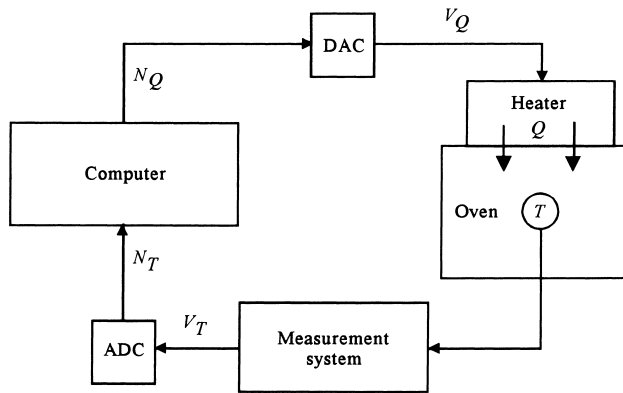 DAC
V_Q
N_Q
Heater
Q
Computer
Oven
T
N_T
V_T
ADC
Measurement
system